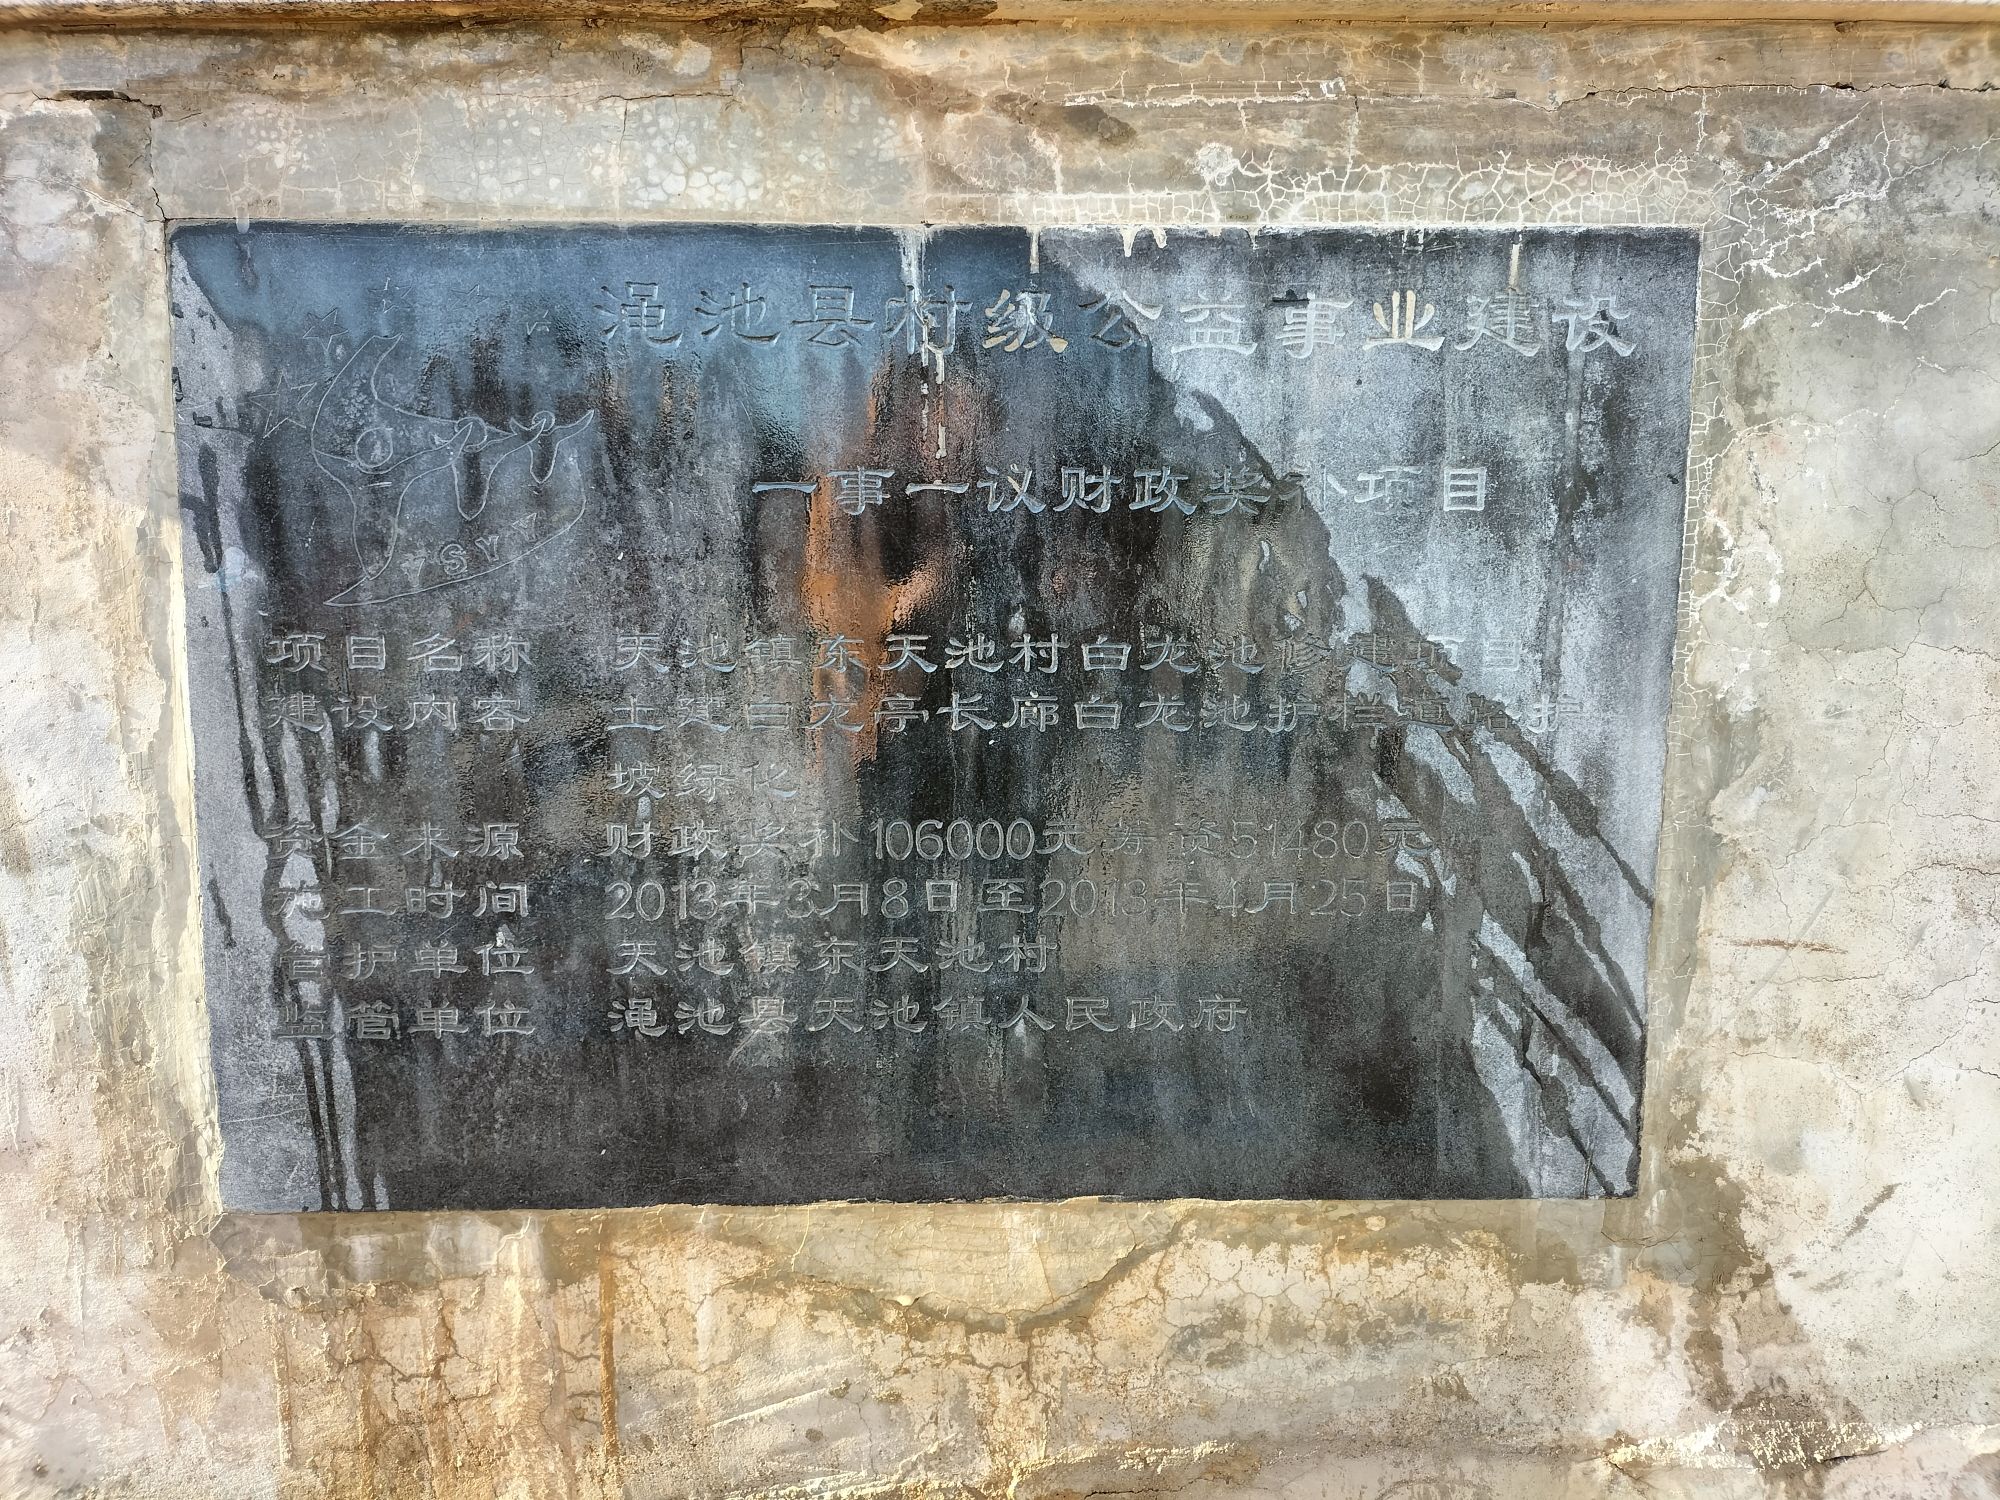 渑池县村级公益事业建设
一事一议财政奖补项目
YSYY
项目名称 天池镇东天池村白龙池修建项目
建设内容 土建白龙亭长廊白龙池护栏道路护
坡绿化
资金来源 财政奖补106000元筹资51480元
施工时间 2013年3月8日至2013年4月25日
管护单位 天池镇东天池村
监管单位 渑池县天池镇人民政府